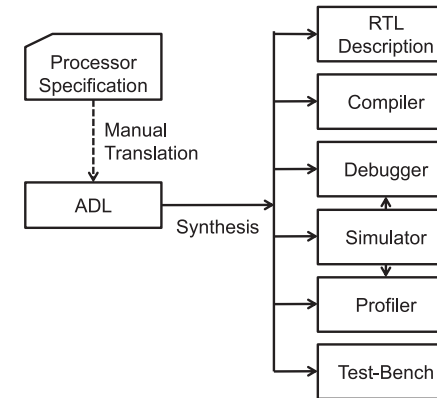 Processor
Specification
Manual
Translation
ADL
Synthesis
RTL
Description
Compiler
Debugger
Simulator
Profiler
Test-Bench